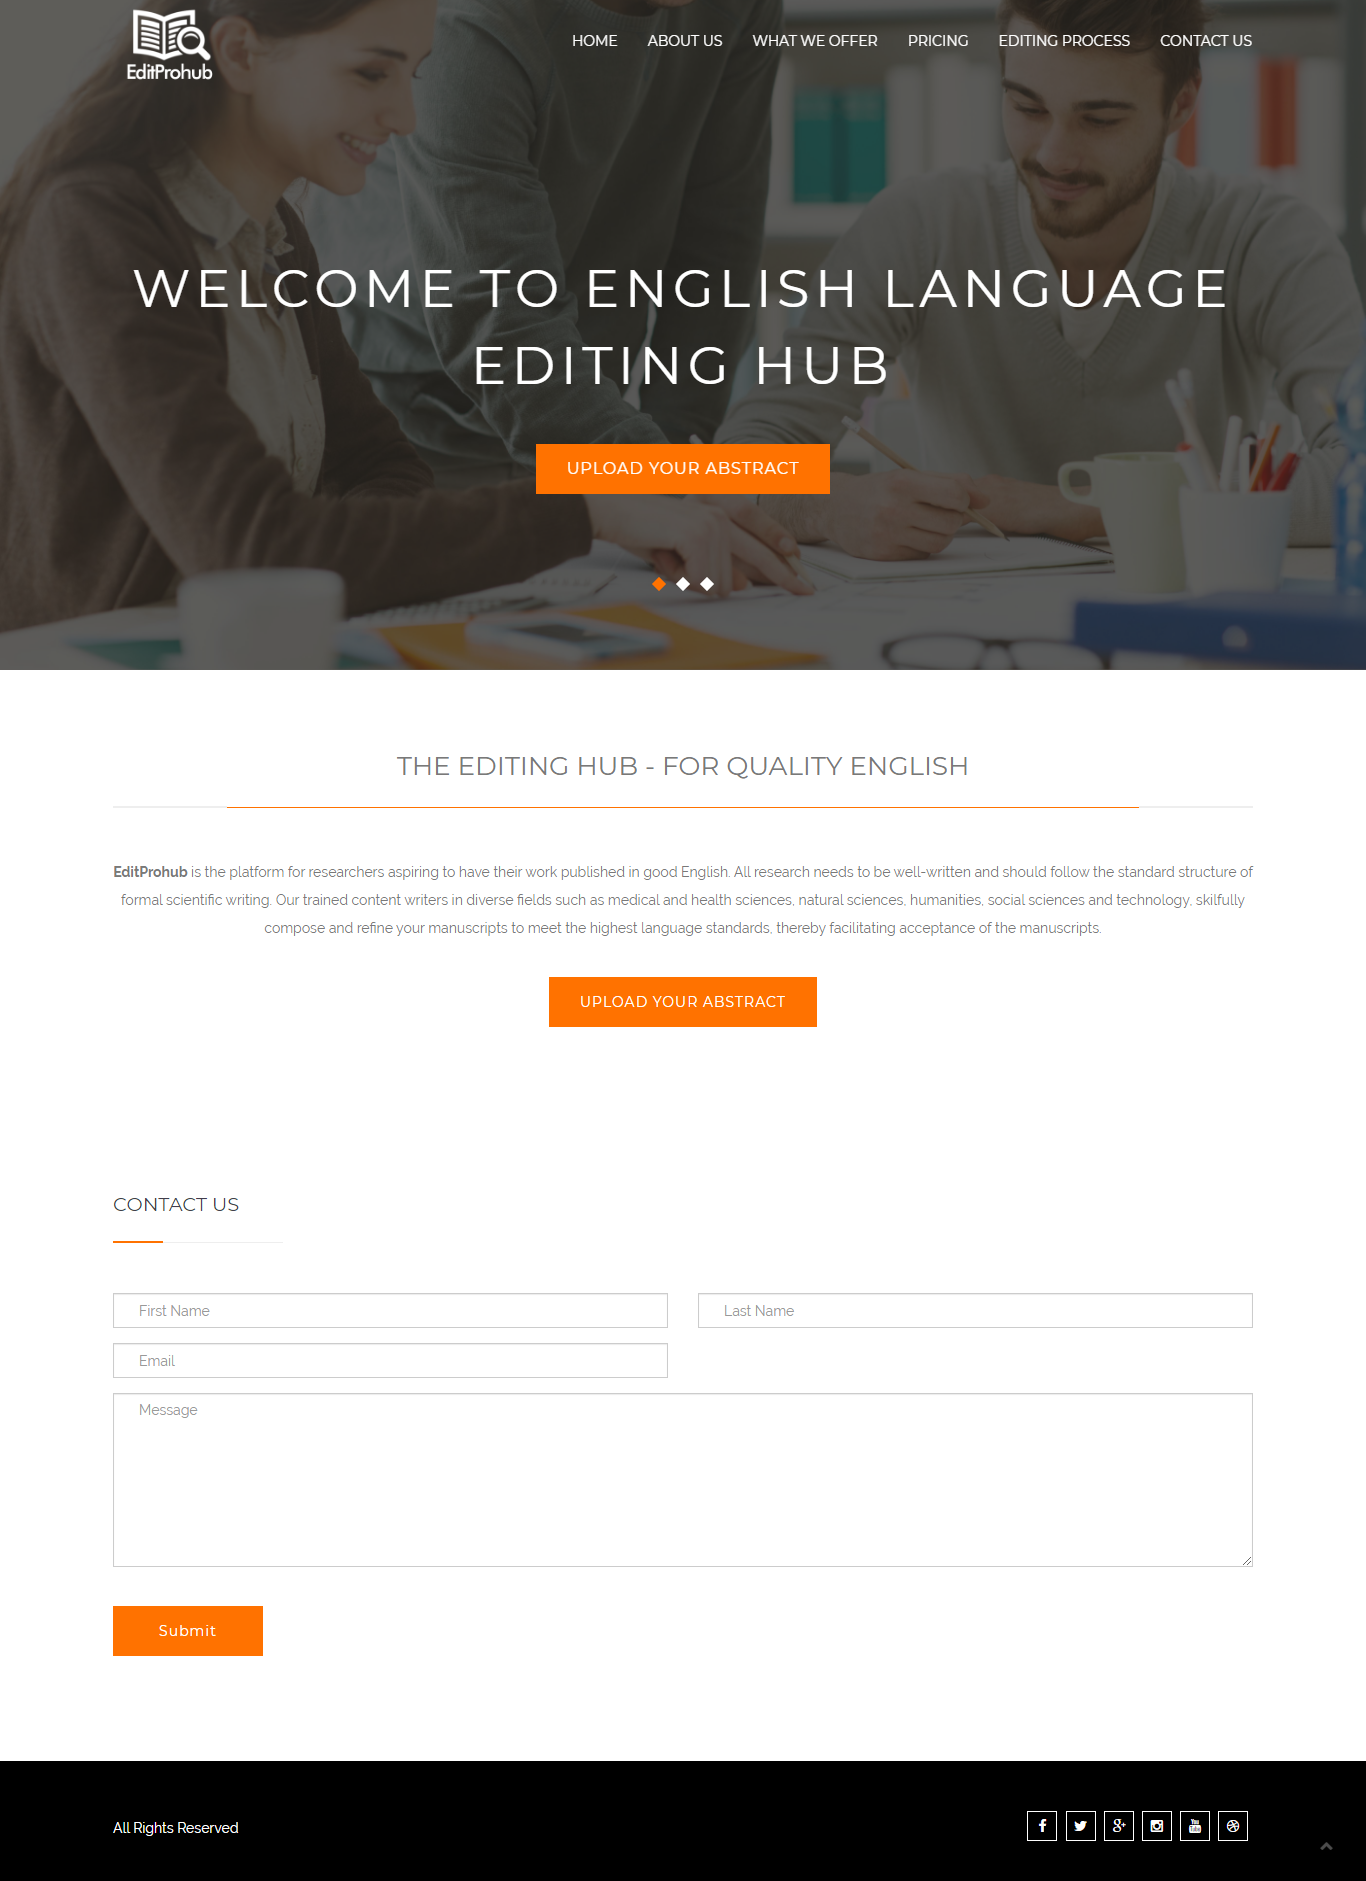 EditProhub
HOME ABOUT US WHAT WE OFFER PRICING EDITING PROCESS CONTACT US
WELCOME TO ENGLISH LANGUAGE
EDITING HUB
UPLOAD YOUR ABSTRACT
THE EDITING HUB - FOR QUALITY ENGLISH
EditProhub is the platform for researchers aspiring to have their work published in good English. All research needs to be well-written and should follow the standard structure of
formal scientific writing. Our trained content writers in diverse fields such as medical and health sciences, natural sciences, humanities, social sciences and technology, skilfully
compose and refine your manuscripts to meet the highest language standards, thereby facilitating acceptance of the manuscripts.
UPLOAD YOUR ABSTRACT
CONTACT US
First Name
Last Name
Email
Message
Submit
All Rights Reserved